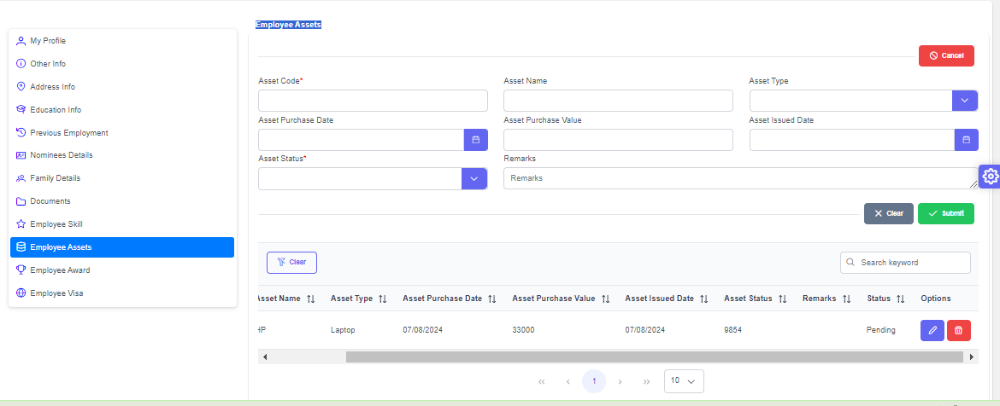 Employee Assets
My Profile
Other Info
Address Info
Education Info
Previous Employment
Nominees Details
Family Details
Documents
Employee Skill
Employee Assets
Employee Award
Employee Visa
Cancel
Asset Code* Asset Name Asset Type
Asset Purchase Date Asset Purchase Value Asset Issued Date
Asset Status* Remarks
Remarks
Clear Submit
Clear Search keyword
Asset Name Asset Type Asset Purchase Date Asset Purchase Value Asset Issued Date Asset Status Remarks Status Options
HP Laptop 07/08/2024 33000 07/08/2024 9854 Pending
1 10